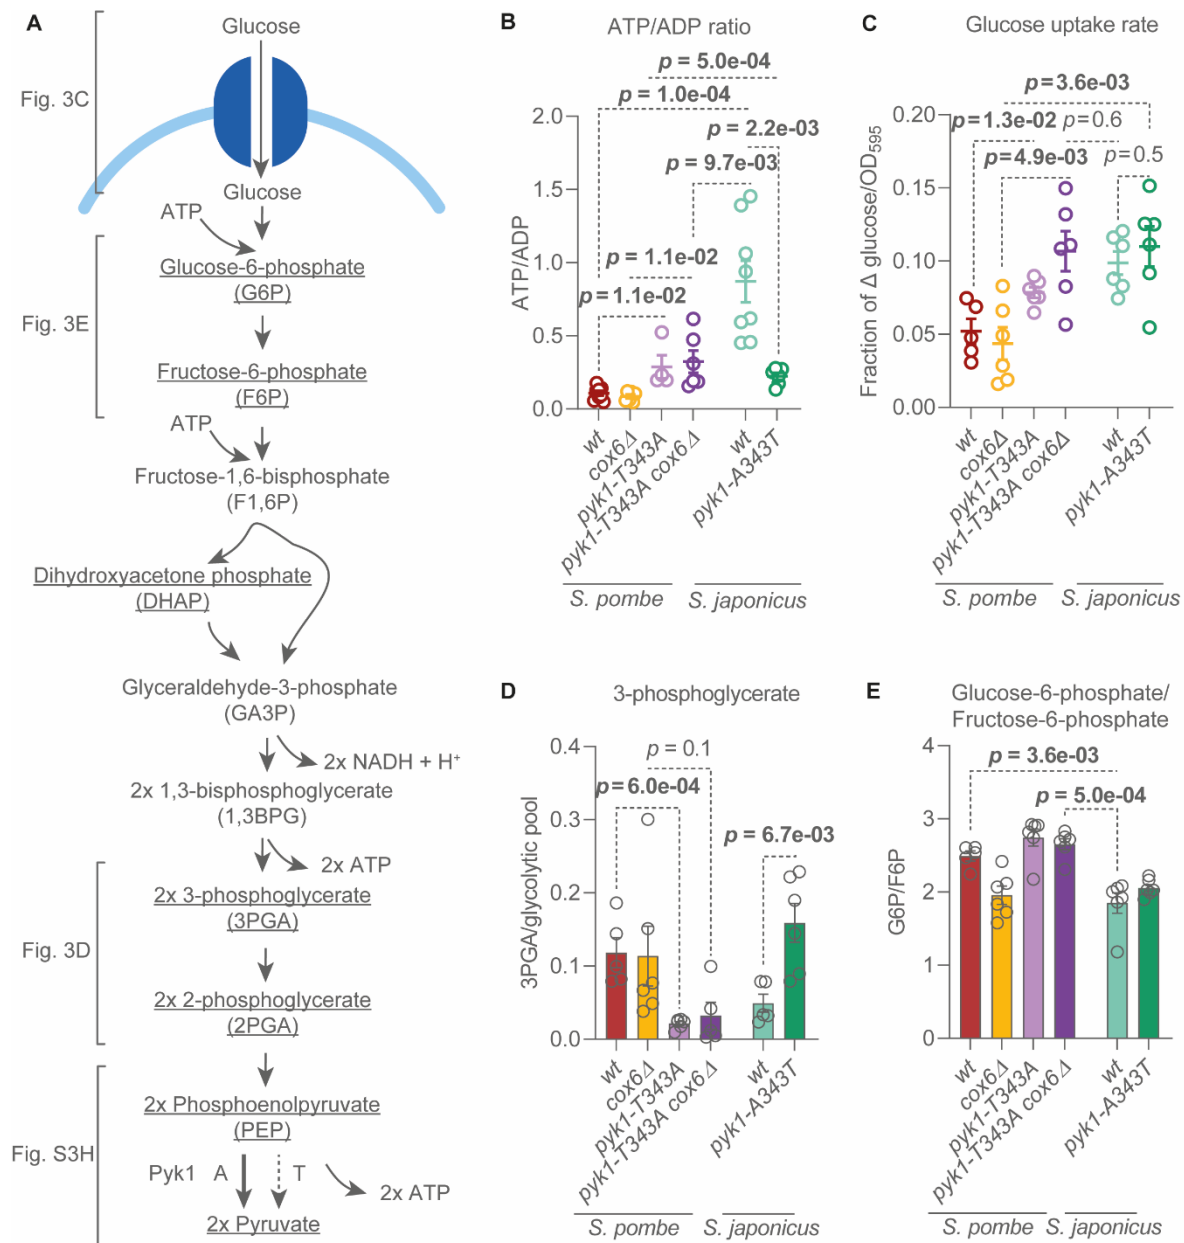 A
Glucose
Fig. 3C
Glucose
ATP
Glucose-6-phosphate
(G6P)
Fig. 3E
Fructose-6-phosphate
(F6P)
ATP
Fructose-1,6-bisphosphate
(F1,6P)
Dihydroxyacetone phosphate
(DHAP)
Glyceraldehyde-3-phosphate
(GA3P)
2x NADH + H⁺
2x 1,3-bisphosphoglycerate
(1,3BPG)
2x ATP
2x 3-phosphoglycerate
(3PGA)
Fig. 3D
2x 2-phosphoglycerate
(2PGA)
2x Phosphoenolpyruvate
(PEP)
Fig. S3H
Pyk1 A T
2x ATP
2x Pyruvate
B
ATP/ADP ratio
p = 5.0e-04
p = 1.0e-04
p = 2.2e-03
p = 9.7e-03
p = 1.1e-02
p = 1.1e-02
ATP/ADP
2.0
1.5
1.0
0.5
0.0
wt
cox6Δ
pyk1-T343A
pyk1-T343A cox6Δ
wt
pyk1-A343T
S. pombe
S. japonicus
C
Glucose uptake rate
p = 3.6e-03
p = 1.3e-02
p = 0.6
p = 4.9e-03
p = 0.5
Fraction of Δ glucose/OD₅₉₅
0.20
0.15
0.10
0.05
0.00
wt
cox6Δ
pyk1-T343A
pyk1-T343A cox6Δ
wt
pyk1-A343T
S. pombe
S. japonicus
D
3-phosphoglycerate
p = 0.1
p = 6.0e-04
p = 6.7e-03
3PGA/glycolytic pool
0.4
0.3
0.2
0.1
0.0
wt
cox6Δ
pyk1-T343A
pyk1-T343A cox6Δ
wt
pyk1-A343T
S. pombe
S. japonicus
E
Glucose-6-phosphate/
Fructose-6-phosphate
p = 3.6e-03
p = 5.0e-04
G6P/F6P
4
3
2
1
0
wt
cox6Δ
pyk1-T343A
pyk1-T343A cox6Δ
wt
pyk1-A343T
S. pombe
S. japonicus